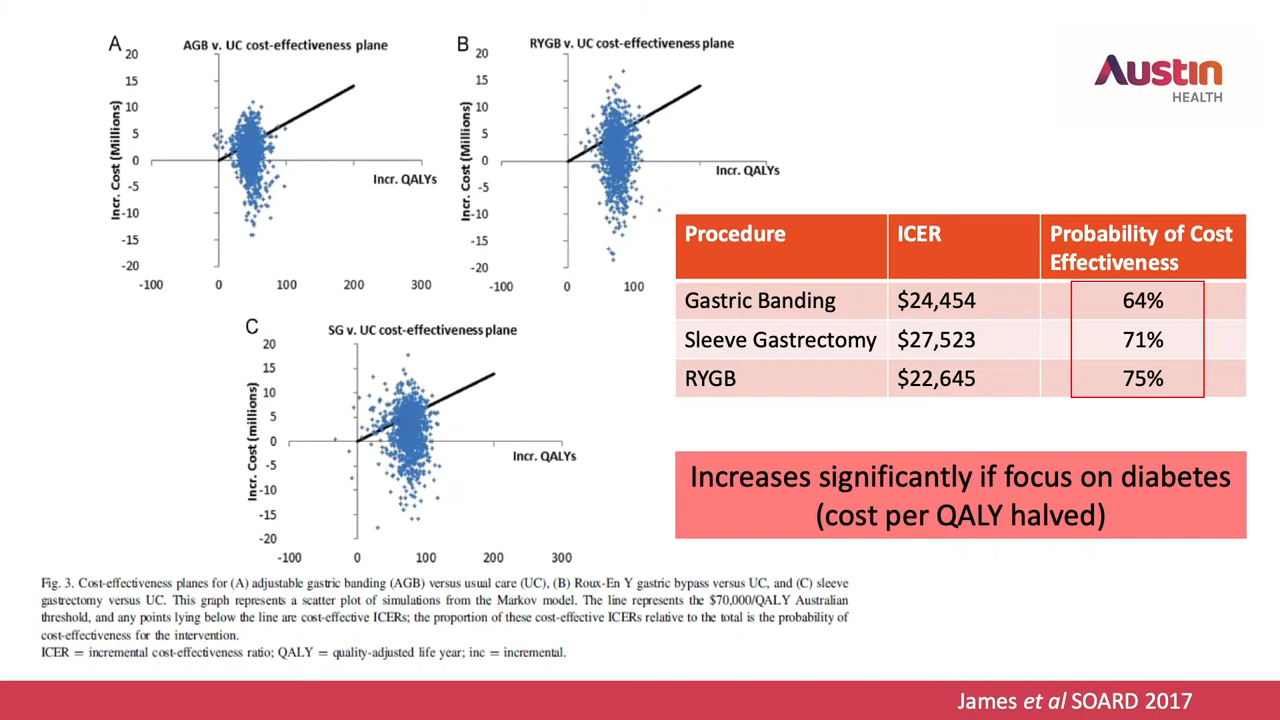 A
AGB v. UC cost-effectiveness plane
20
15
10
5
0
-5
-10
-15
-20
Incr. Cost (Millions)
Incr. QALYs
-100 0 100 200 300
B
RYGB v. UC cost-effectiveness plane
20
15
10
5
0
-5
-10
-15
-20
Incr. Cost (Millions)
Incr. QALYs
-100 0 100
C
SG v. UC cost-effectiveness plane
20
15
10
5
0
-5
-10
-15
-20
Incr. Cost (millions)
Incr. QALYs
-100 0 100 200 300
Austin
HEALTH
Procedure ICER Probability of Cost
Effectiveness
Gastric Banding $24,454 64%
Sleeve Gastrectomy $27,523 71%
RYGB $22,645 75%
Increases significantly if focus on diabetes
(cost per QALY halved)
Fig. 3. Cost-effectiveness planes for (A) adjustable gastric banding (AGB) versus usual care (UC), (B) Roux-En Y gastric bypass versus UC, and (C) sleeve
gastrectomy versus UC. This graph represents a scatter plot of simulations from the Markov model. The line represents the $70,000/QALY Australian
threshold, and any points lying below the line are cost-effective ICERs; the proportion of these cost-effective ICERs relative to the total is the probability of
cost-effectiveness for the intervention.
ICER = incremental cost-effectiveness ratio; QALY = quality-adjusted life year; inc = incremental.
James et al SOARD 2017